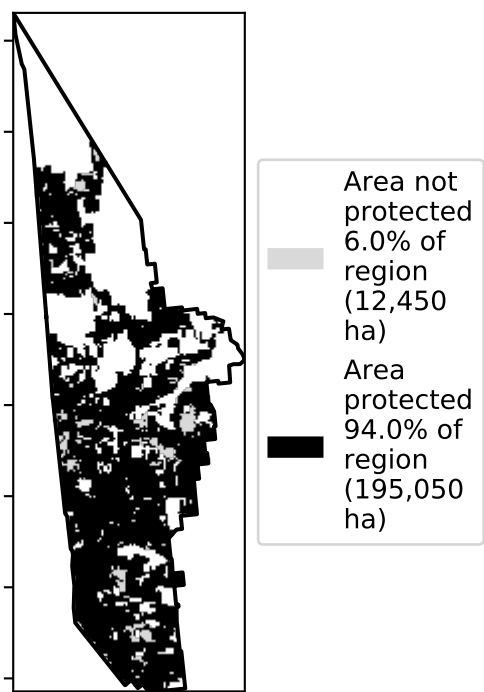 Area not
protected
6.0% of
region
(12,450
ha)
Area
protected
94.0% of
region
(195,050
ha)